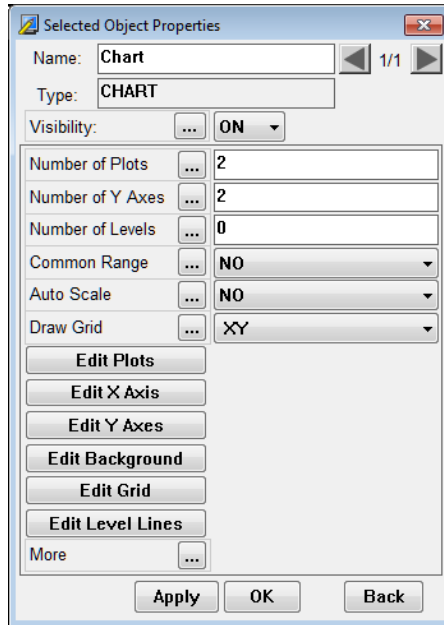 Selected Object Properties
Name: Chart 1/1
Type: CHART
Visibility: ... ON
Number of Plots ... 2
Number of Y Axes ... 2
Number of Levels ... 0
Common Range ... NO
Auto Scale ... NO
Draw Grid ... XY
Edit Plots
Edit X Axis
Edit Y Axes
Edit Background
Edit Grid
Edit Level Lines
More ...
Apply OK Back